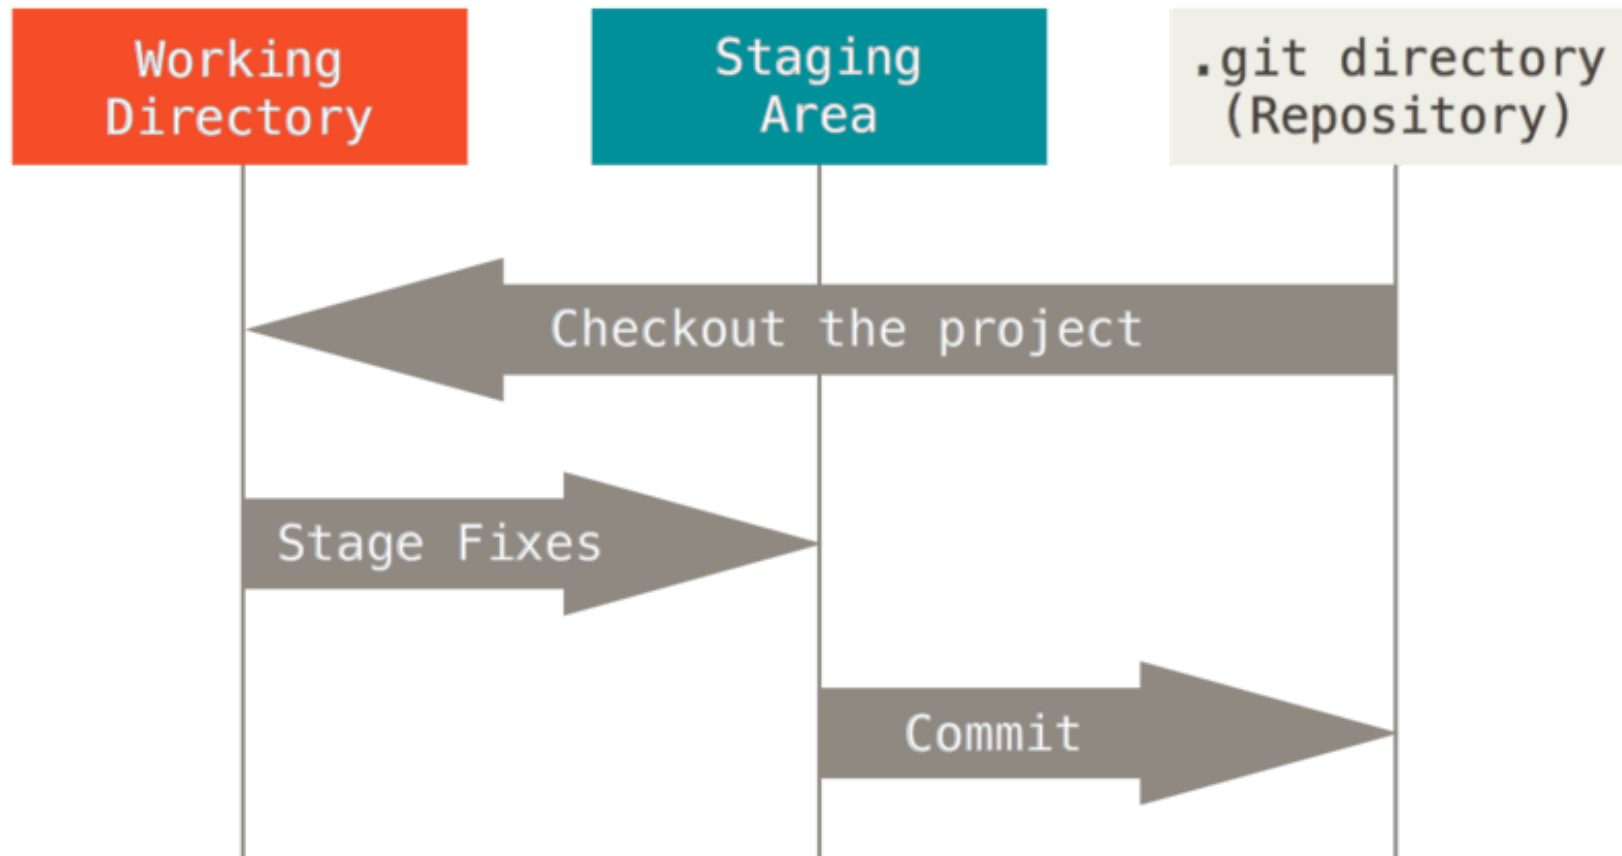 Working
Directory
Staging
Area
.git directory
(Repository)
Checkout the project
Stage Fixes
Commit